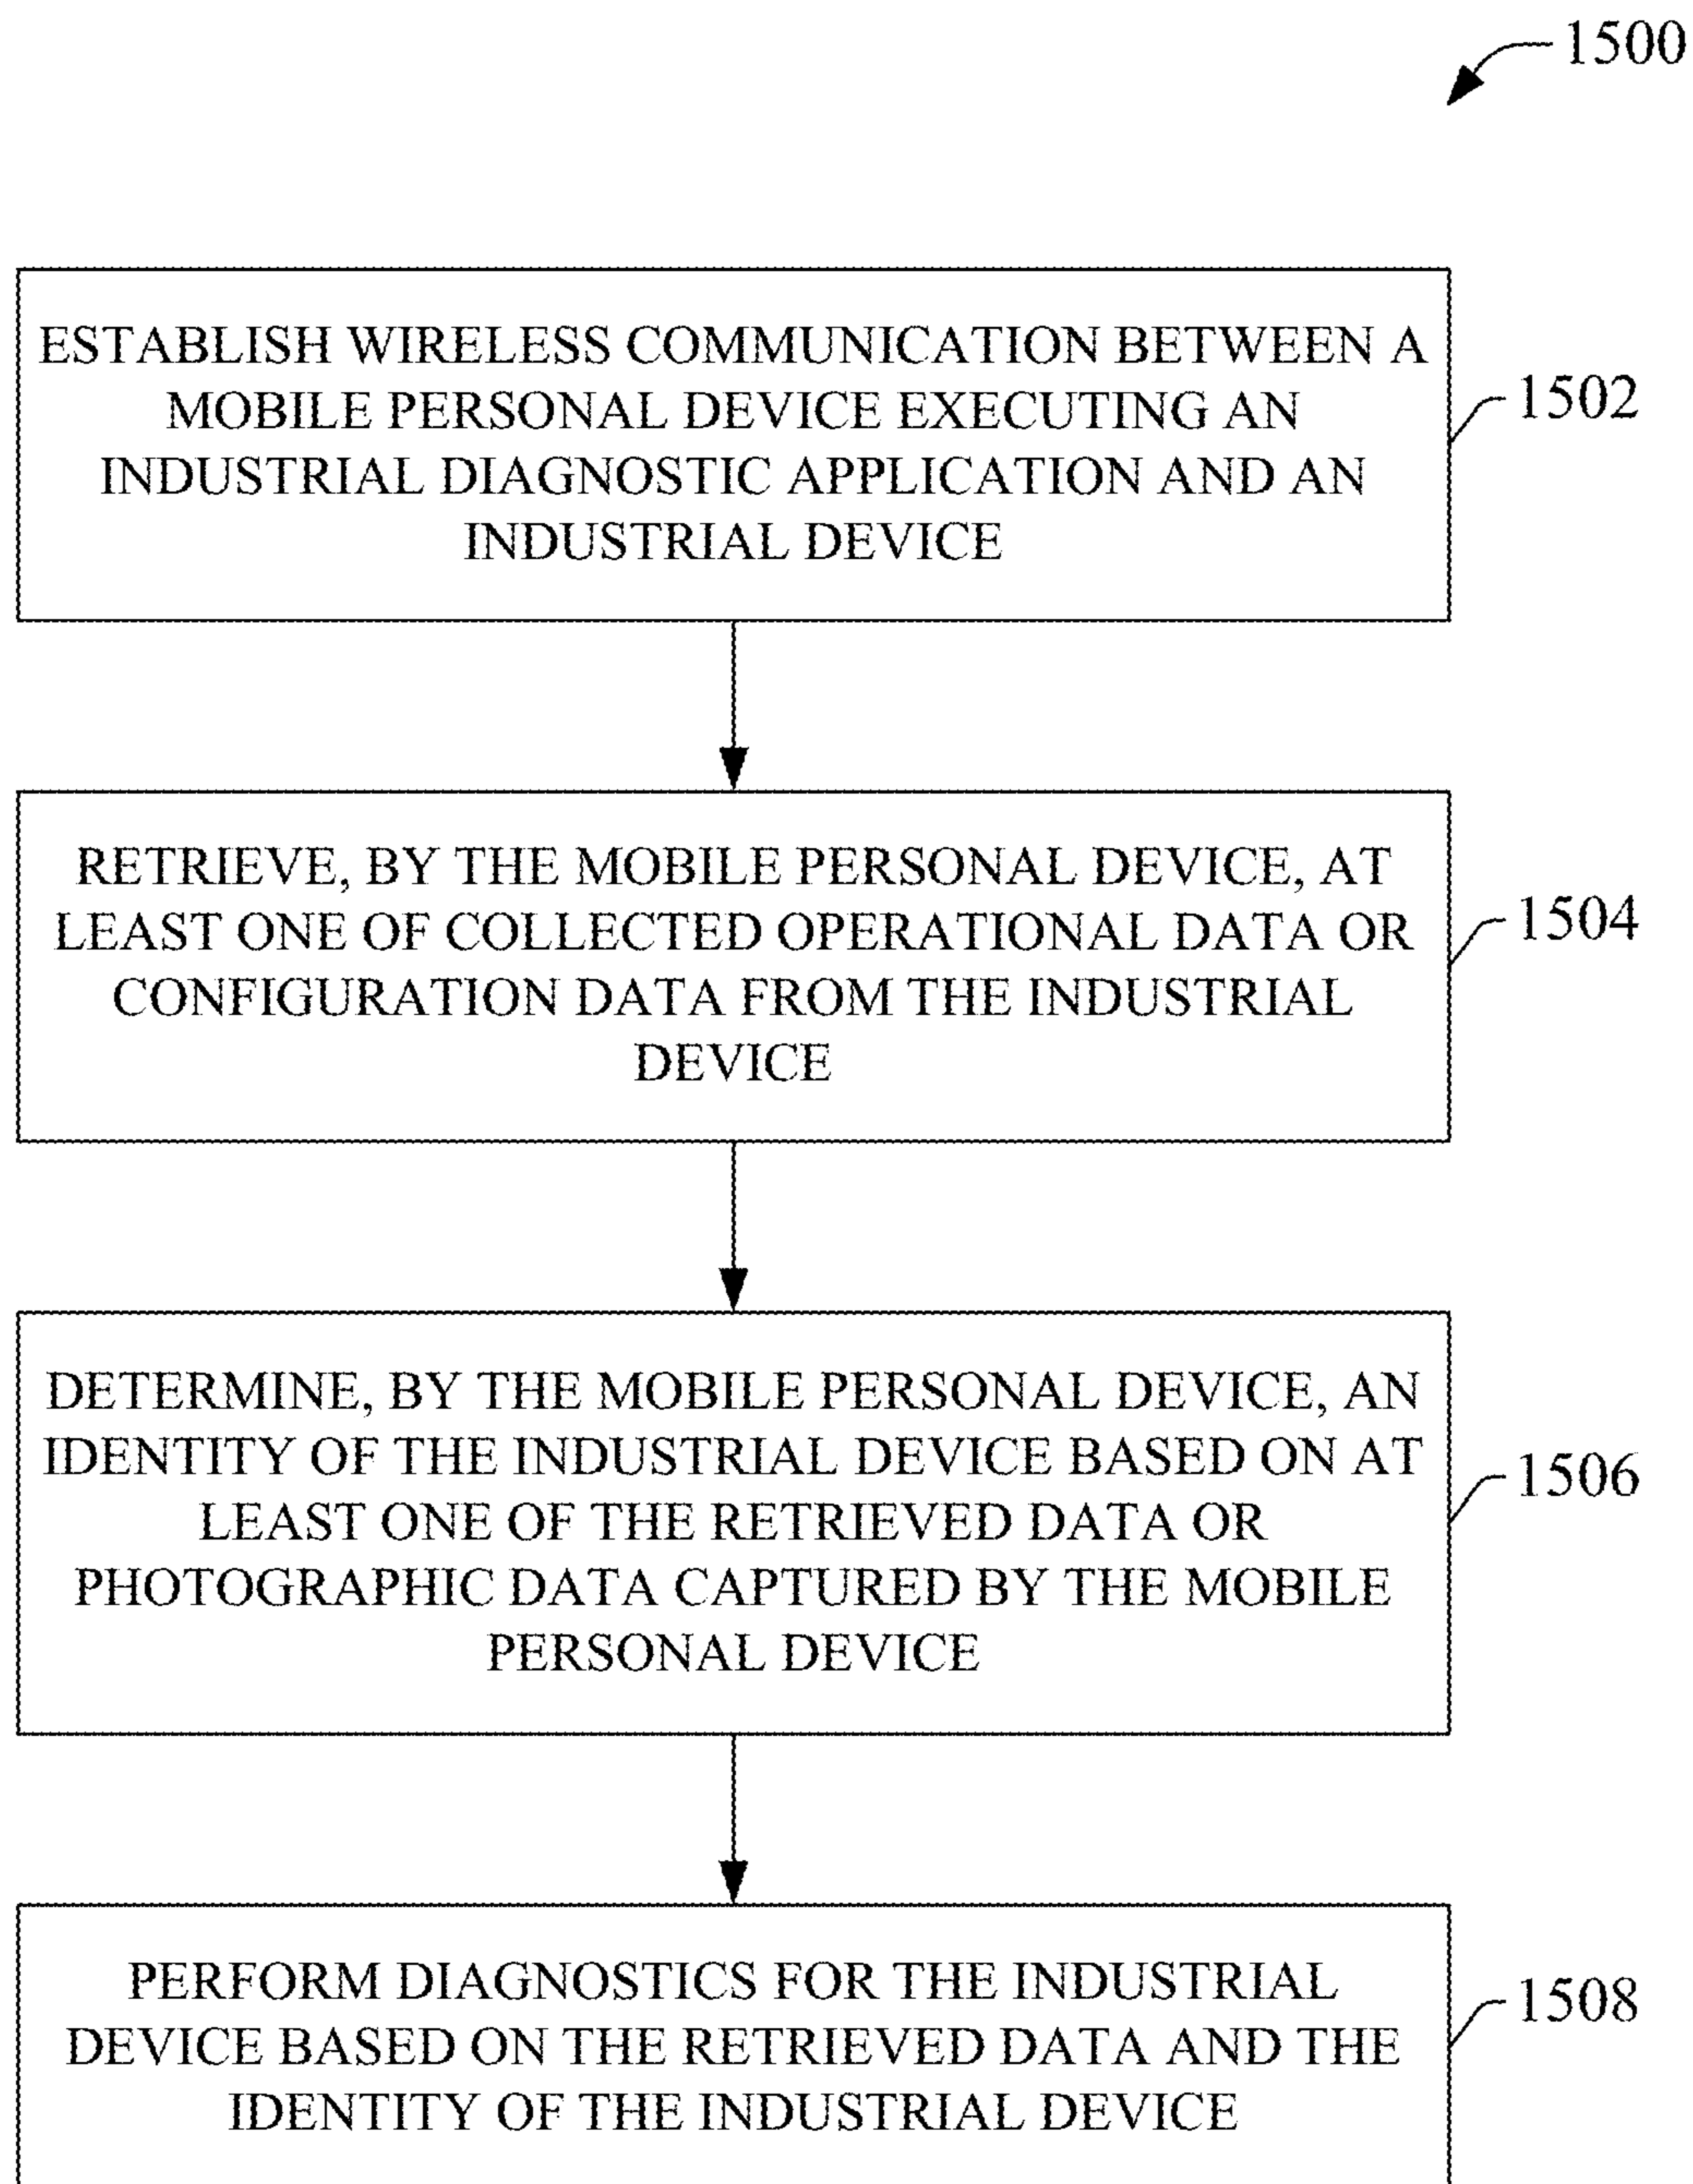 1500
ESTABLISH WIRELESS COMMUNICATION BETWEEN A
MOBILE PERSONAL DEVICE EXECUTING AN
INDUSTRIAL DIAGNOSTIC APPLICATION AND AN
INDUSTRIAL DEVICE
1502
RETRIEVE, BY THE MOBILE PERSONAL DEVICE, AT
LEAST ONE OF COLLECTED OPERATIONAL DATA OR
CONFIGURATION DATA FROM THE INDUSTRIAL
DEVICE
1504
DETERMINE, BY THE MOBILE PERSONAL DEVICE, AN
IDENTITY OF THE INDUSTRIAL DEVICE BASED ON AT
LEAST ONE OF THE RETRIEVED DATA OR
PHOTOGRAPHIC DATA CAPTURED BY THE MOBILE
PERSONAL DEVICE
1506
PERFORM DIAGNOSTICS FOR THE INDUSTRIAL
DEVICE BASED ON THE RETRIEVED DATA AND THE
IDENTITY OF THE INDUSTRIAL DEVICE
1508